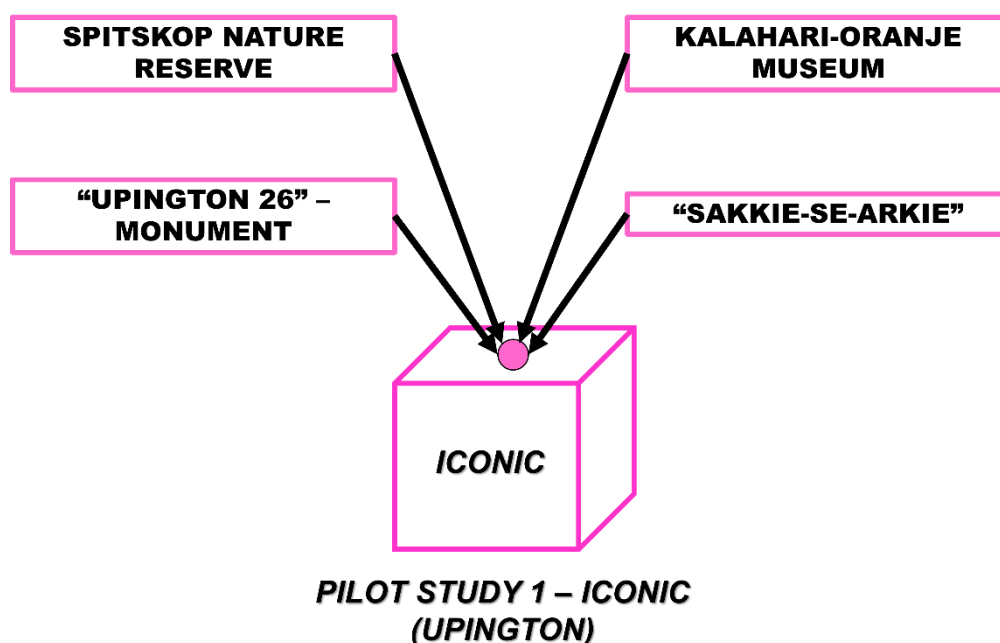 SPITSKOP NATURE
RESERVE
KALAHARI-ORANJE
MUSEUM
“UPINGTON 26” –
MONUMENT
“SAKKIE-SE-ARKIE”
ICONIC
PILOT STUDY 1 – ICONIC
(UPINGTON)